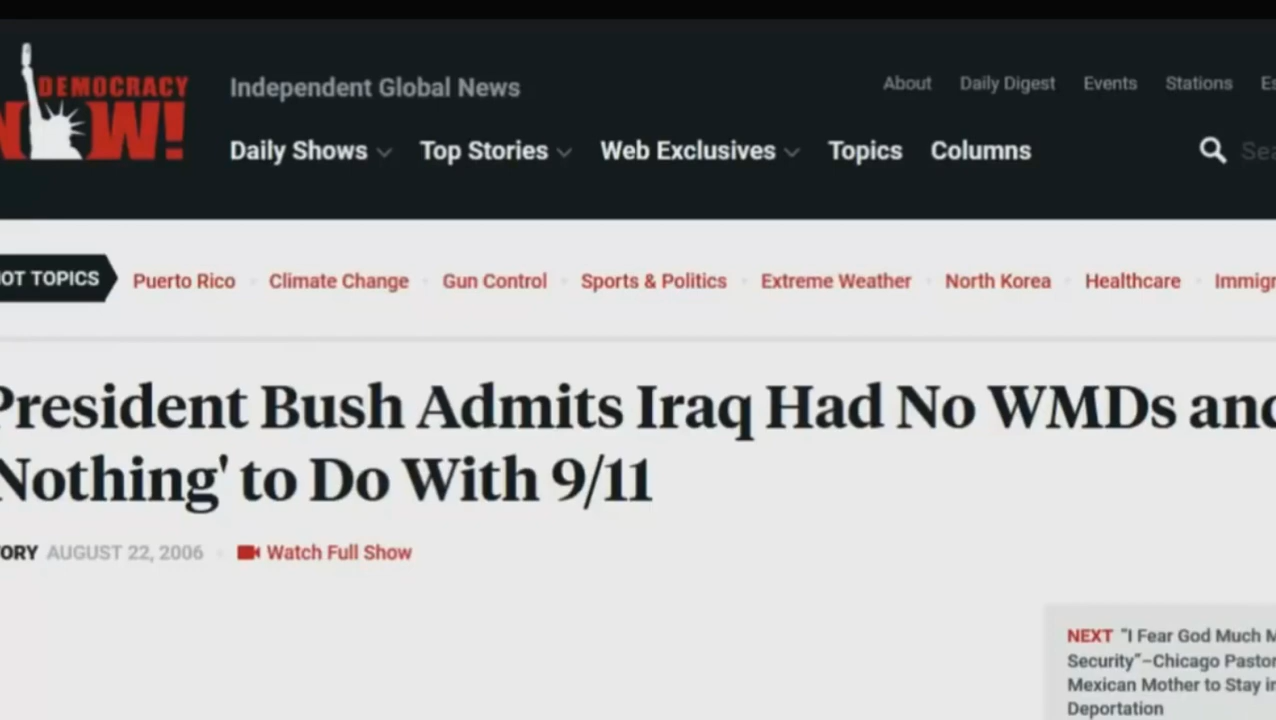 DEMOCRACY
NOW!
Independent Global News
About Daily Digest Events Stations
Daily Shows Top Stories Web Exclusives Topics Columns
HOT TOPICS Puerto Rico Climate Change Gun Control Sports & Politics Extreme Weather North Korea Healthcare
President Bush Admits Iraq Had No WMDs and
Nothing' to Do With 9/11
AUGUST 22, 2006 Watch Full Show
NEXT "I Fear God Much
Security"–Chicago Pastor
Mexican Mother to Stay in
Deportation